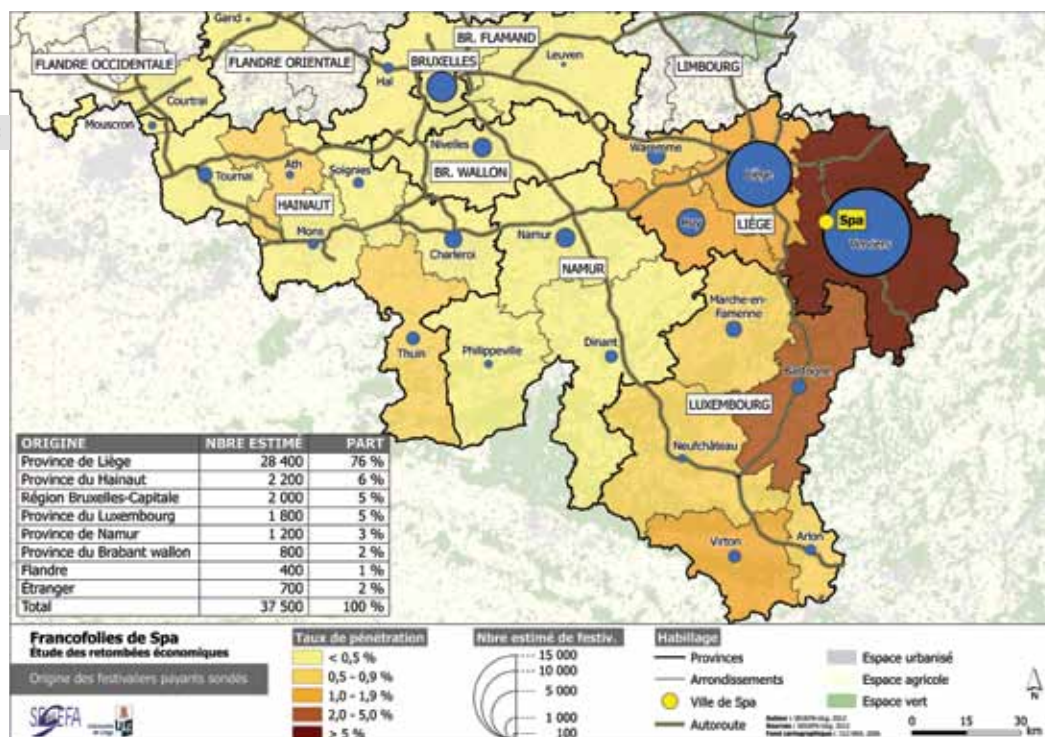 Gand
BR. FLAMAND
FLANDRE OCCIDENTALE
FLANDRE ORIENTALE
BRUXELLES
Leuven
LIMBOURG
Hal
Courtrai
Mouscron
Nivelles
Waremme
Ath
Soignies
BR. WALLON
Liège
Tournai
HAINAUT
Huy
LIÈGE
Spa
Verviers
Mons
Charleroi
Namur
NAMUR
Marche-en-
Famenne
Thuin
Philippeville
Dinant
Bastogne
LUXEMBOURG
Neufchâteau
Virton
Arlon
ORIGINE NBRE ESTIMÉ PART
Province de Liège 28 400 76 %
Province du Hainaut 2 200 6 %
Région Bruxelles-Capitale 2 000 5 %
Province du Luxembourg 1 800 5 %
Province de Namur 1 200 3 %
Province du Brabant wallon 800 2 %
Flandre 400 1 %
Étranger 700 2 %
Total 37 500 100 %
Francofolies de Spa
Étude des retombées économiques
Origine des festivaliers payants sondés
SEGEFA
Taux de pénétration
< 0,5 %
0,5 - 0,9 %
1,0 - 1,9 %
2,0 - 5,0 %
> 5 %
Nbre estimé de festiv.
15 000
10 000
5 000
1 000
100
Habillage
Provinces
Arrondissements
Ville de Spa
Autoroute
Espace urbanisé
Espace agricole
Espace vert
N
0 15 30
km